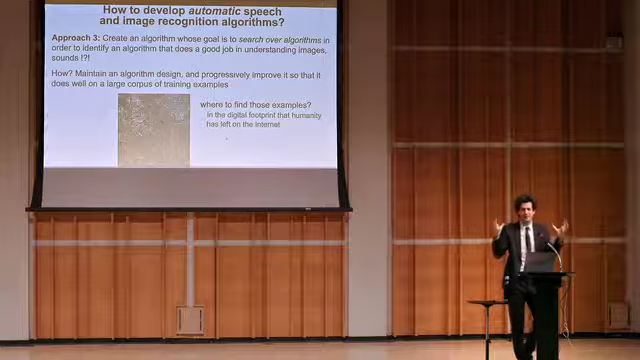 How to develop automatic speech
and image recognition algorithms?
Approach 3: Create an algorithm whose goal is to search over algorithms in
order to identify an algorithm that does a good job in understanding images,
sounds !?!
How? Maintain an algorithm design, and progressively improve it so that it
does well on a large corpus of training examples
where to find those examples?
in the digital footprint that humanity
has left on the internet